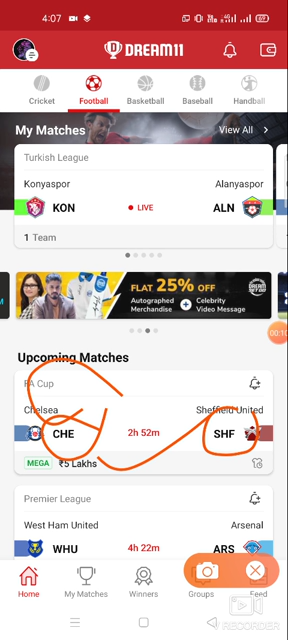 4:07
69
DREAM11
Cricket Football Basketball Baseball Handball
My Matches View All
Turkish League
Konyaspor Alanyaspor
KON LIVE ALN
1 Team
FLAT 25% OFF
Autographed Merchandise + Celebrity Video Message
00:10
Upcoming Matches
FA Cup
Chelsea Sheffield United
CHE 2h 52m SHF
MEGA ₹5 Lakhs
Premier League
West Ham United Arsenal
WHU 4h 22m ARS
Home My Matches Winners Groups Feed
RECORDER